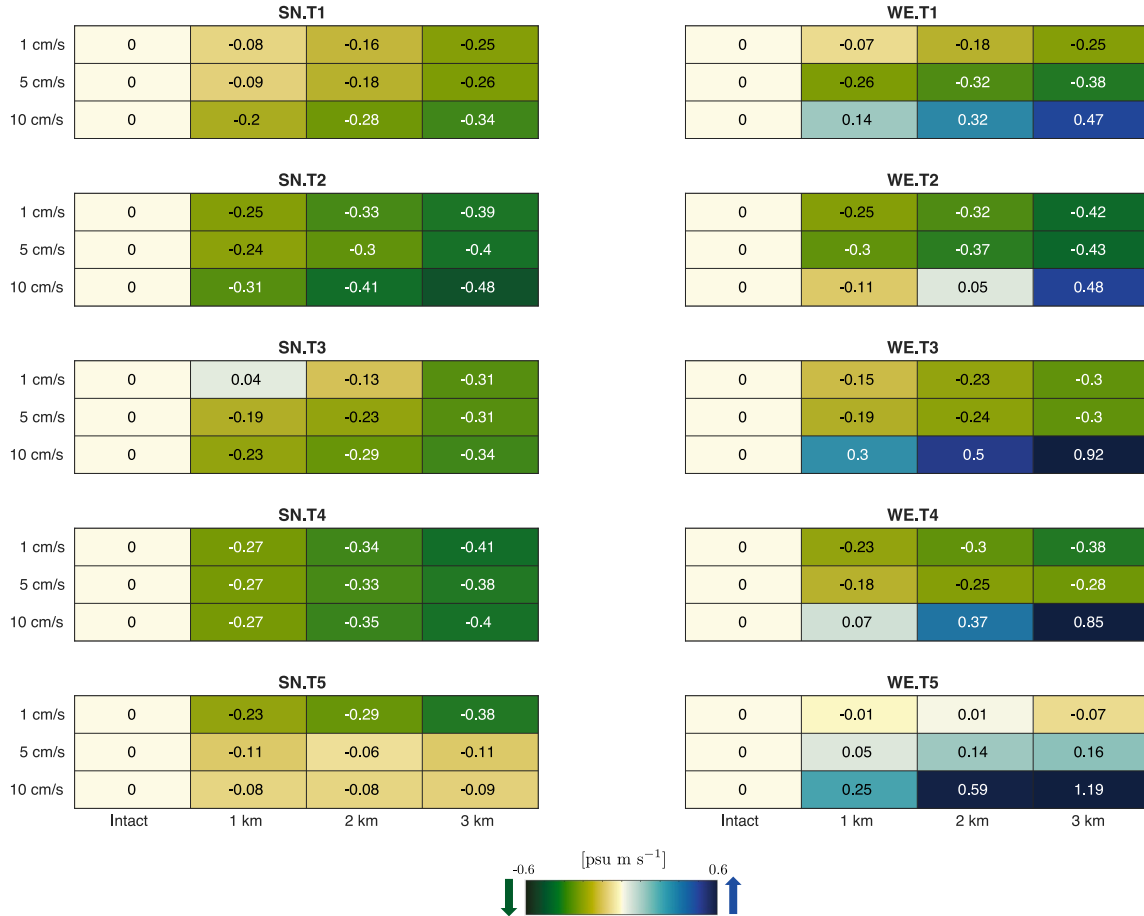 SN.T1 WE.T1
1 cm/s 0 -0.08 -0.16 -0.25 0 -0.07 -0.18 -0.25
5 cm/s 0 -0.09 -0.18 -0.26 0 -0.26 -0.32 -0.38
10 cm/s 0 -0.2 -0.28 -0.34 0 0.14 0.32 0.47
SN.T2 WE.T2
1 cm/s 0 -0.25 -0.33 -0.39 0 -0.25 -0.32 -0.42
5 cm/s 0 -0.24 -0.3 -0.4 0 -0.3 -0.37 -0.43
10 cm/s 0 -0.31 -0.41 -0.48 0 -0.11 0.05 0.48
SN.T3 WE.T3
1 cm/s 0 0.04 -0.13 -0.31 0 -0.15 -0.23 -0.3
5 cm/s 0 -0.19 -0.23 -0.31 0 -0.19 -0.24 -0.3
10 cm/s 0 -0.23 -0.29 -0.34 0 0.3 0.5 0.92
SN.T4 WE.T4
1 cm/s 0 -0.27 -0.34 -0.41 0 -0.23 -0.3 -0.38
5 cm/s 0 -0.27 -0.33 -0.38 0 -0.18 -0.25 -0.28
10 cm/s 0 -0.27 -0.35 -0.4 0 0.07 0.37 0.85
SN.T5 WE.T5
1 cm/s 0 -0.23 -0.29 -0.38 0 -0.01 0.01 -0.07
5 cm/s 0 -0.11 -0.06 -0.11 0 0.05 0.14 0.16
10 cm/s 0 -0.08 -0.08 -0.09 0 0.25 0.59 1.19
Intact 1 km 2 km 3 km Intact 1 km 2 km 3 km
-0.6 [psu m s⁻¹] 0.6